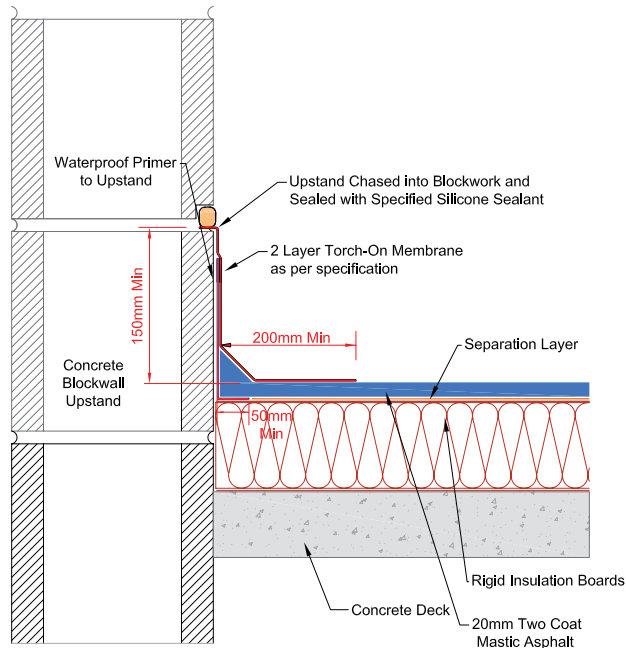 Waterproof Primer
to Upstand
Upstand Chased into Blockwork and
Sealed with Specified Silicone Sealant
2 Layer Torch-On Membrane
as per specification
150mm Min
200mm Min
Separation Layer
Concrete
Blockwall
Upstand
50mm
Min
Rigid Insulation Boards
Concrete Deck
20mm Two Coat
Mastic Asphalt